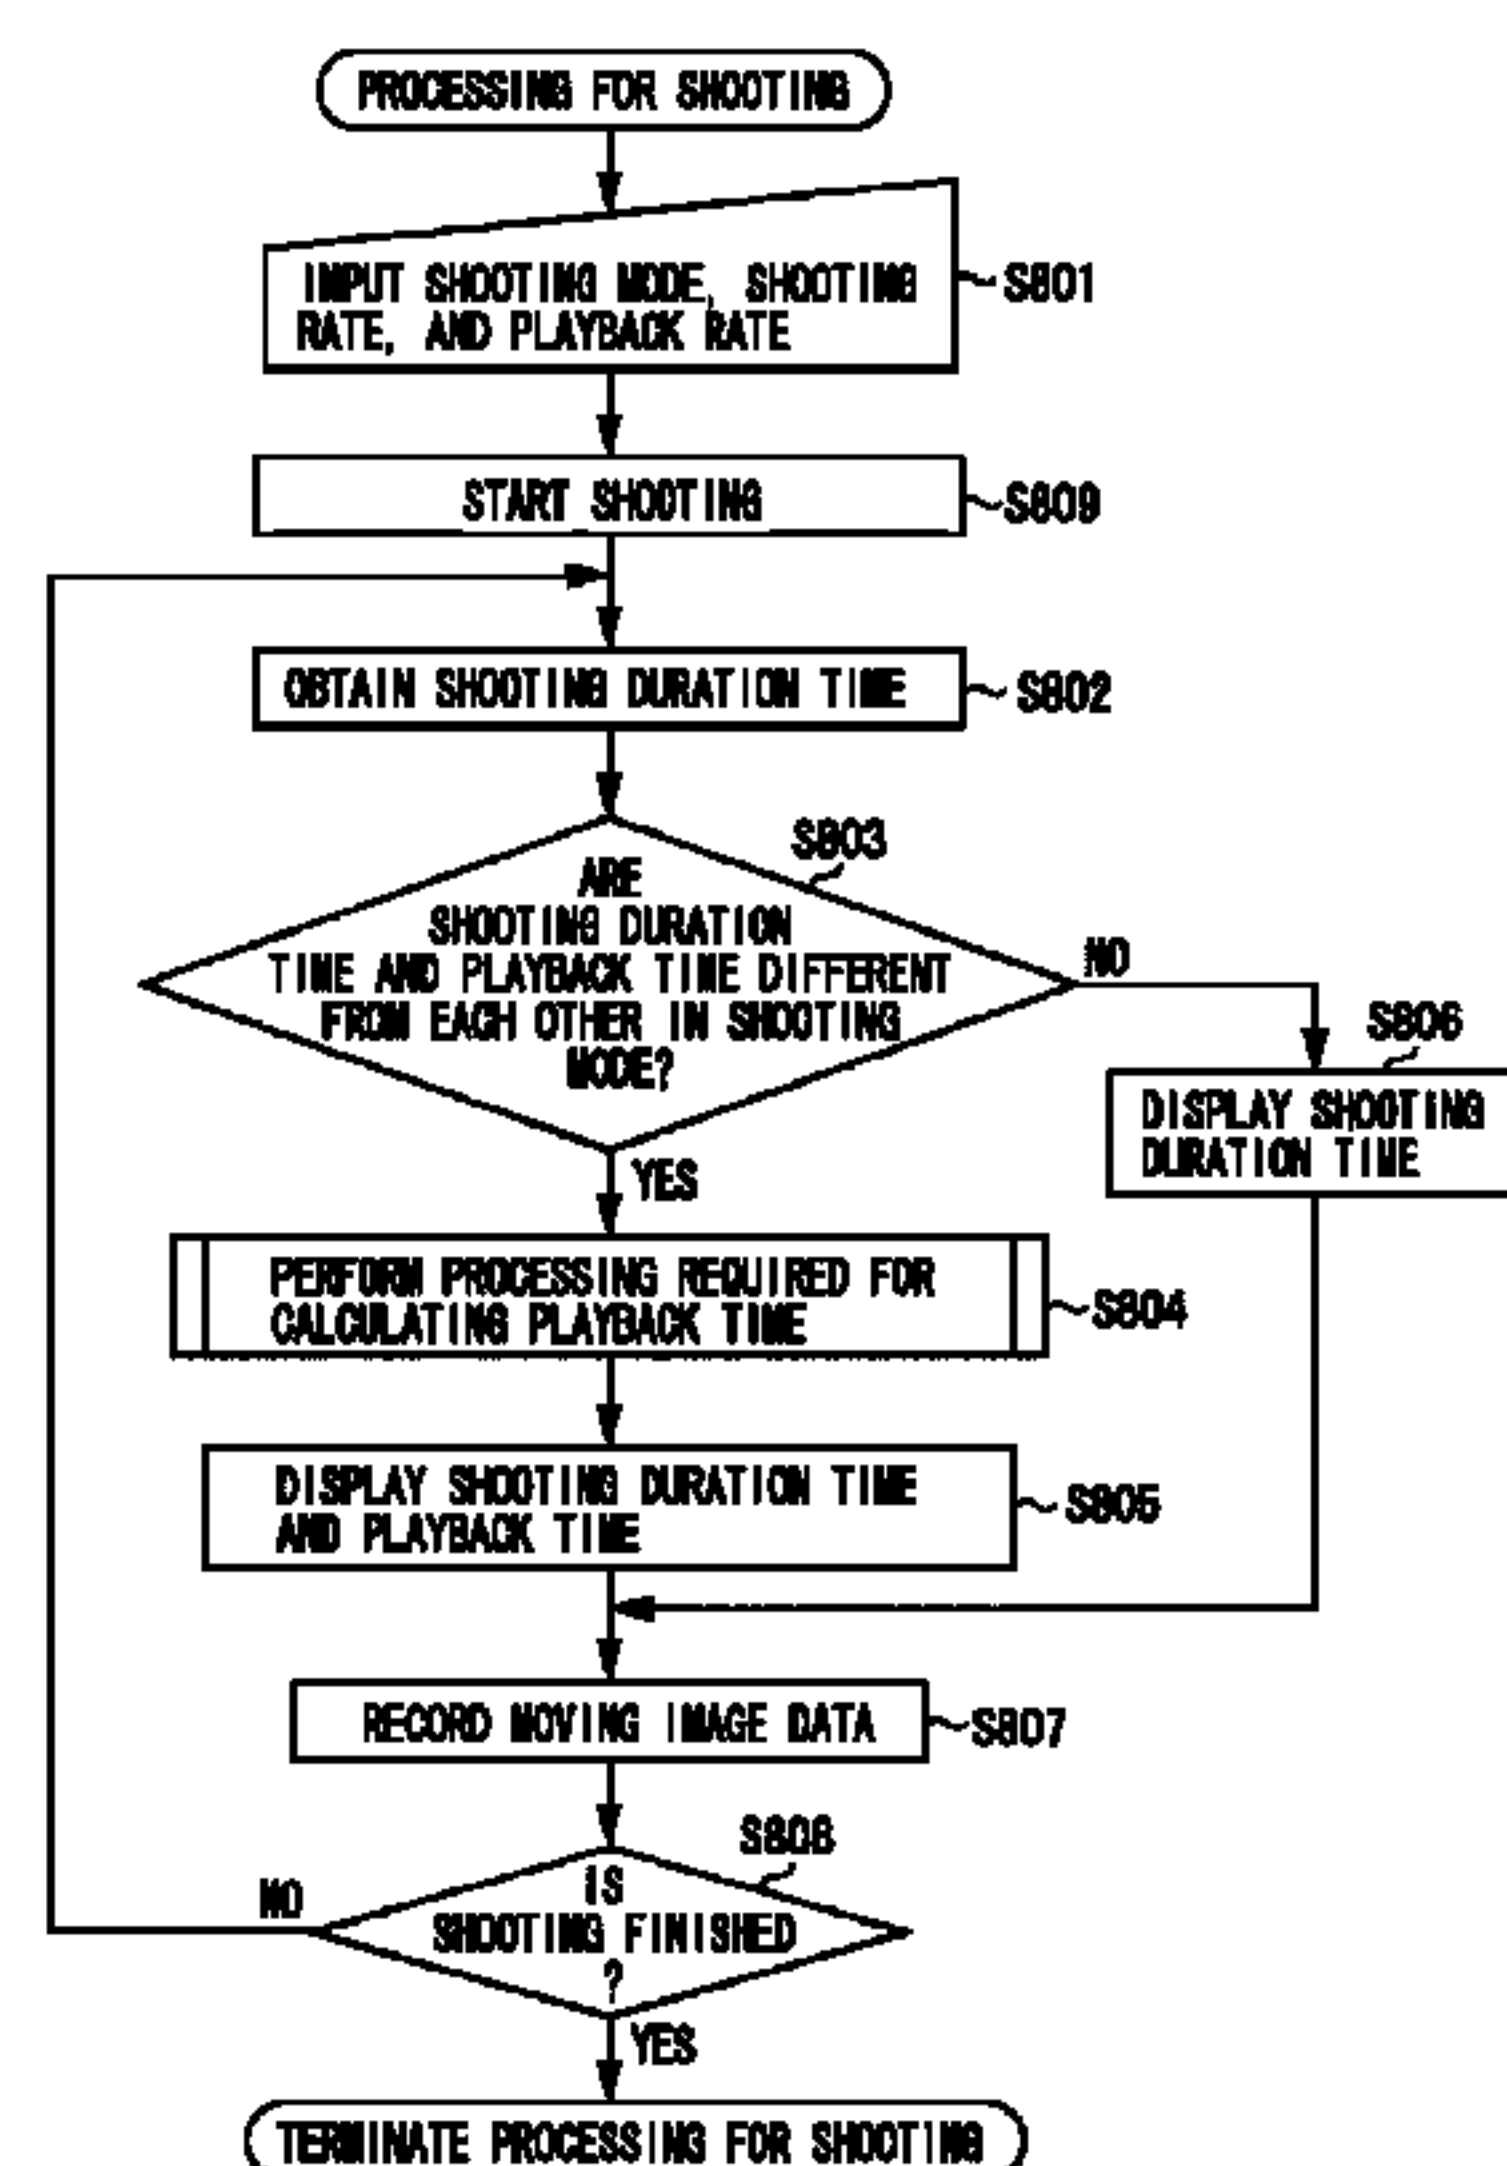 PROCESSING FOR SHOOTING
INPUT SHOOTING MODE, SHOOTING
RATE, AND PLAYBACK RATE
S801
START SHOOTING
S809
OBTAIN SHOOTING DURATION TIME
S802
S803
ARE
SHOOTING DURATION
TIME AND PLAYBACK TIME DIFFERENT
FROM EACH OTHER IN SHOOTING
MODE?
NO
YES
S806
DISPLAY SHOOTING
DURATION TIME
PERFORM PROCESSING REQUIRED FOR
CALCULATING PLAYBACK TIME
S804
DISPLAY SHOOTING DURATION TIME
AND PLAYBACK TIME
S805
RECORD MOVING IMAGE DATA
S807
S808
IS
SHOOTING FINISHED
?
NO
YES
TERMINATE PROCESSING FOR SHOOTING